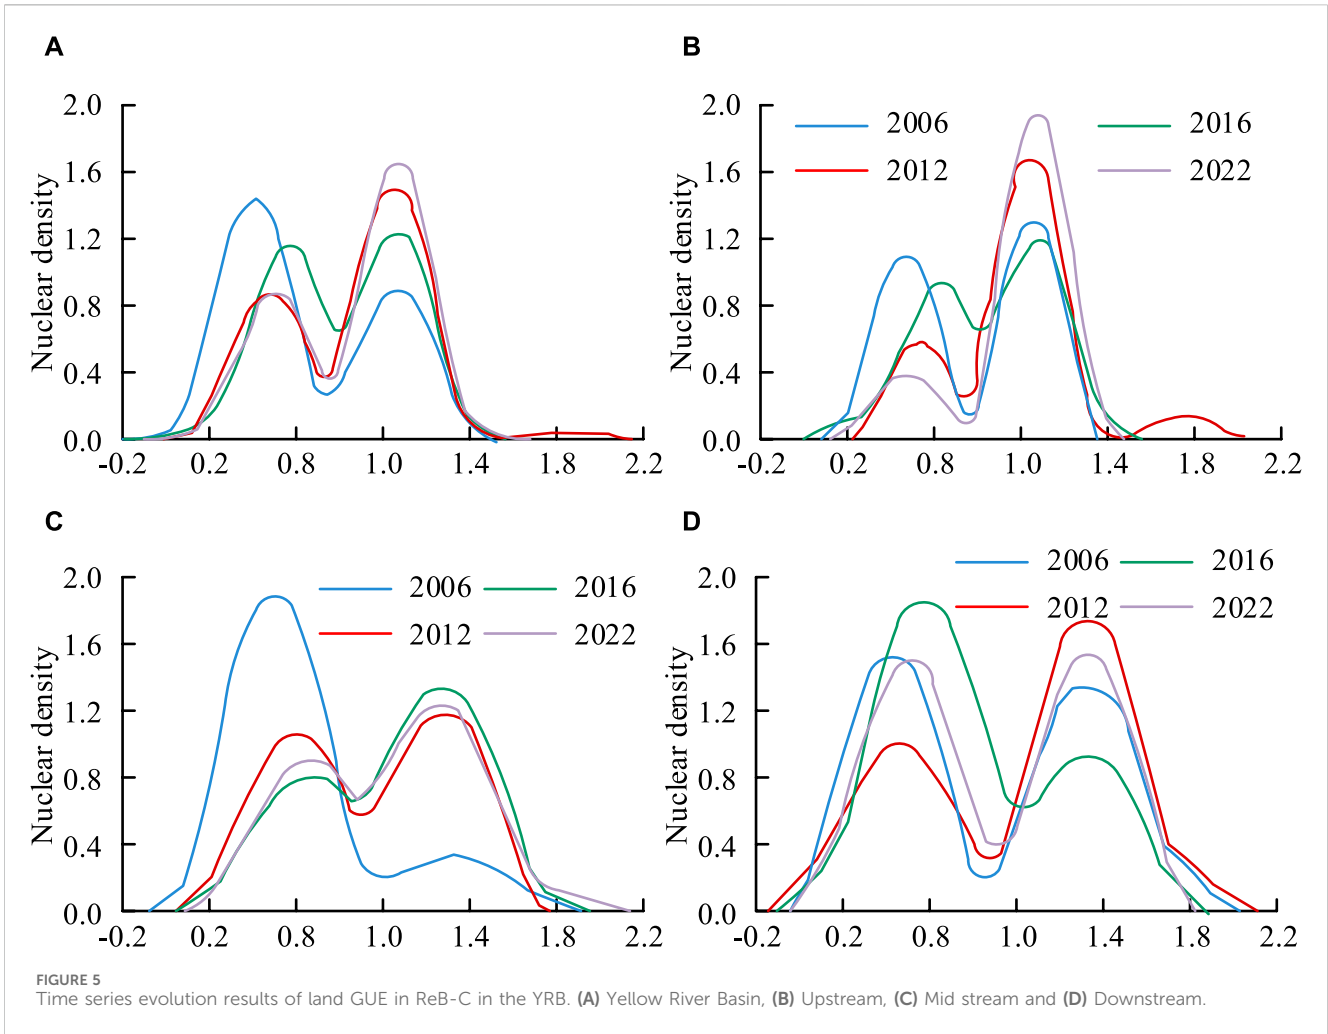 A
2.0
1.6
1.2
0.8
0.4
0.0
Nuclear density
-0.2 0.2 0.8 1.0 1.4 1.8 2.2
B
2.0
1.6
1.2
0.8
0.4
0.0
Nuclear density
2006 2016
2012 2022
-0.2 0.2 0.8 1.0 1.4 1.8 2.2
C
2.0
1.6
1.2
0.8
0.4
0.0
Nuclear density
2006 2016
2012 2022
-0.2 0.2 0.8 1.0 1.4 1.8 2.2
D
2.0
1.6
1.2
0.8
0.4
0.0
Nuclear density
2006 2016
2012 2022
-0.2 0.2 0.8 1.0 1.4 1.8 2.2
FIGURE 5
Time series evolution results of land GUE in ReB-C in the YRB. (A) Yellow River Basin, (B) Upstream, (C) Mid stream and (D) Downstream.